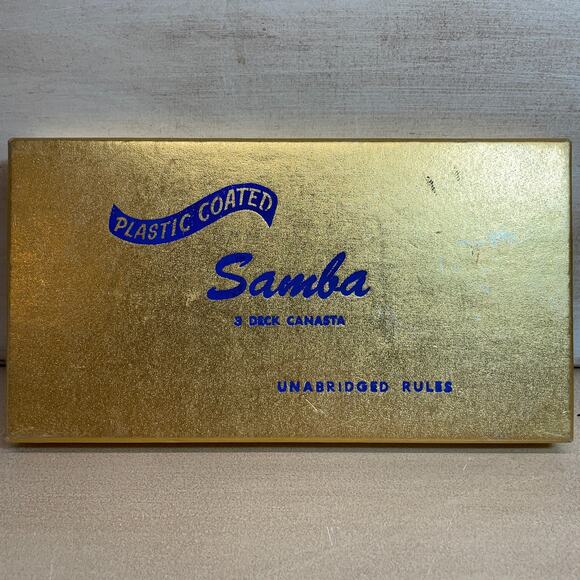 PLASTIC COATED
Samba
3 DECK CANASTA
UNABRIDGED RULES